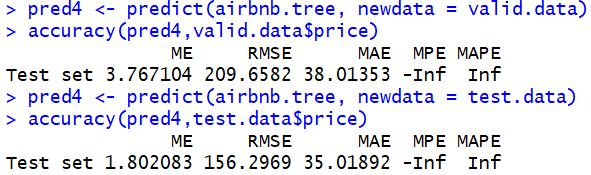 > pred4 <- predict(airbnb.tree, newdata = valid.data)
> accuracy(pred4,valid.data$price)
ME RMSE MAE MPE MAPE
Test set 3.767104 209.6582 38.01353 -Inf Inf
> pred4 <- predict(airbnb.tree, newdata = test.data)
> accuracy(pred4,test.data$price)
ME RMSE MAE MPE MAPE
Test set 1.802083 156.2969 35.01892 -Inf Inf